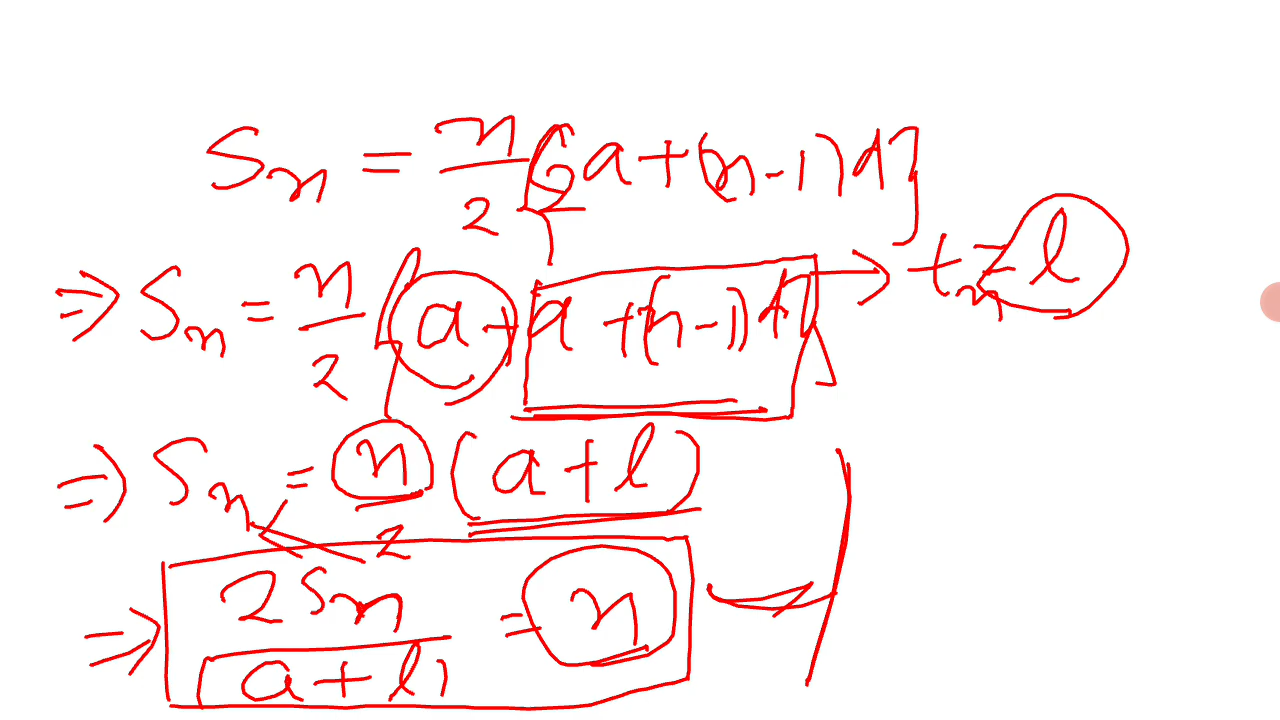 Sn = n/2 [2a + (n-1)d]
⇒ Sn = n/2 [a + a + (n-1)d] → tn = l
⇒ Sn = n/2 (a + l)
⇒ 2Sn/(a + l) = n